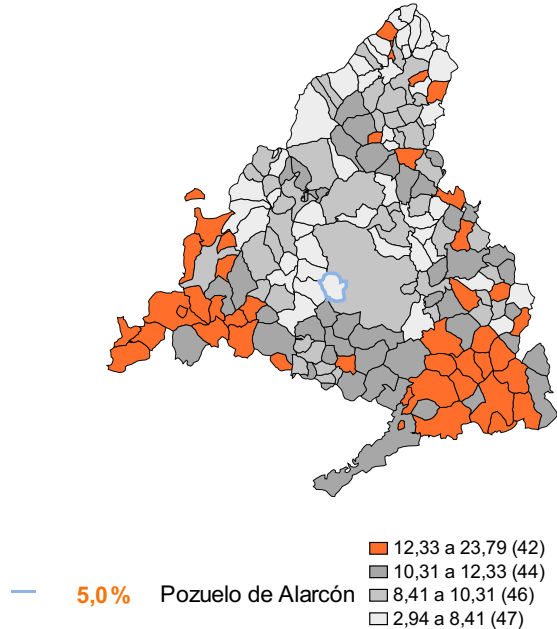 12,33 a 23,79 (42)
10,31 a 12,33 (44)
8,41 a 10,31 (46)
2,94 a 8,41 (47)
5,0% Pozuelo de Alarcón